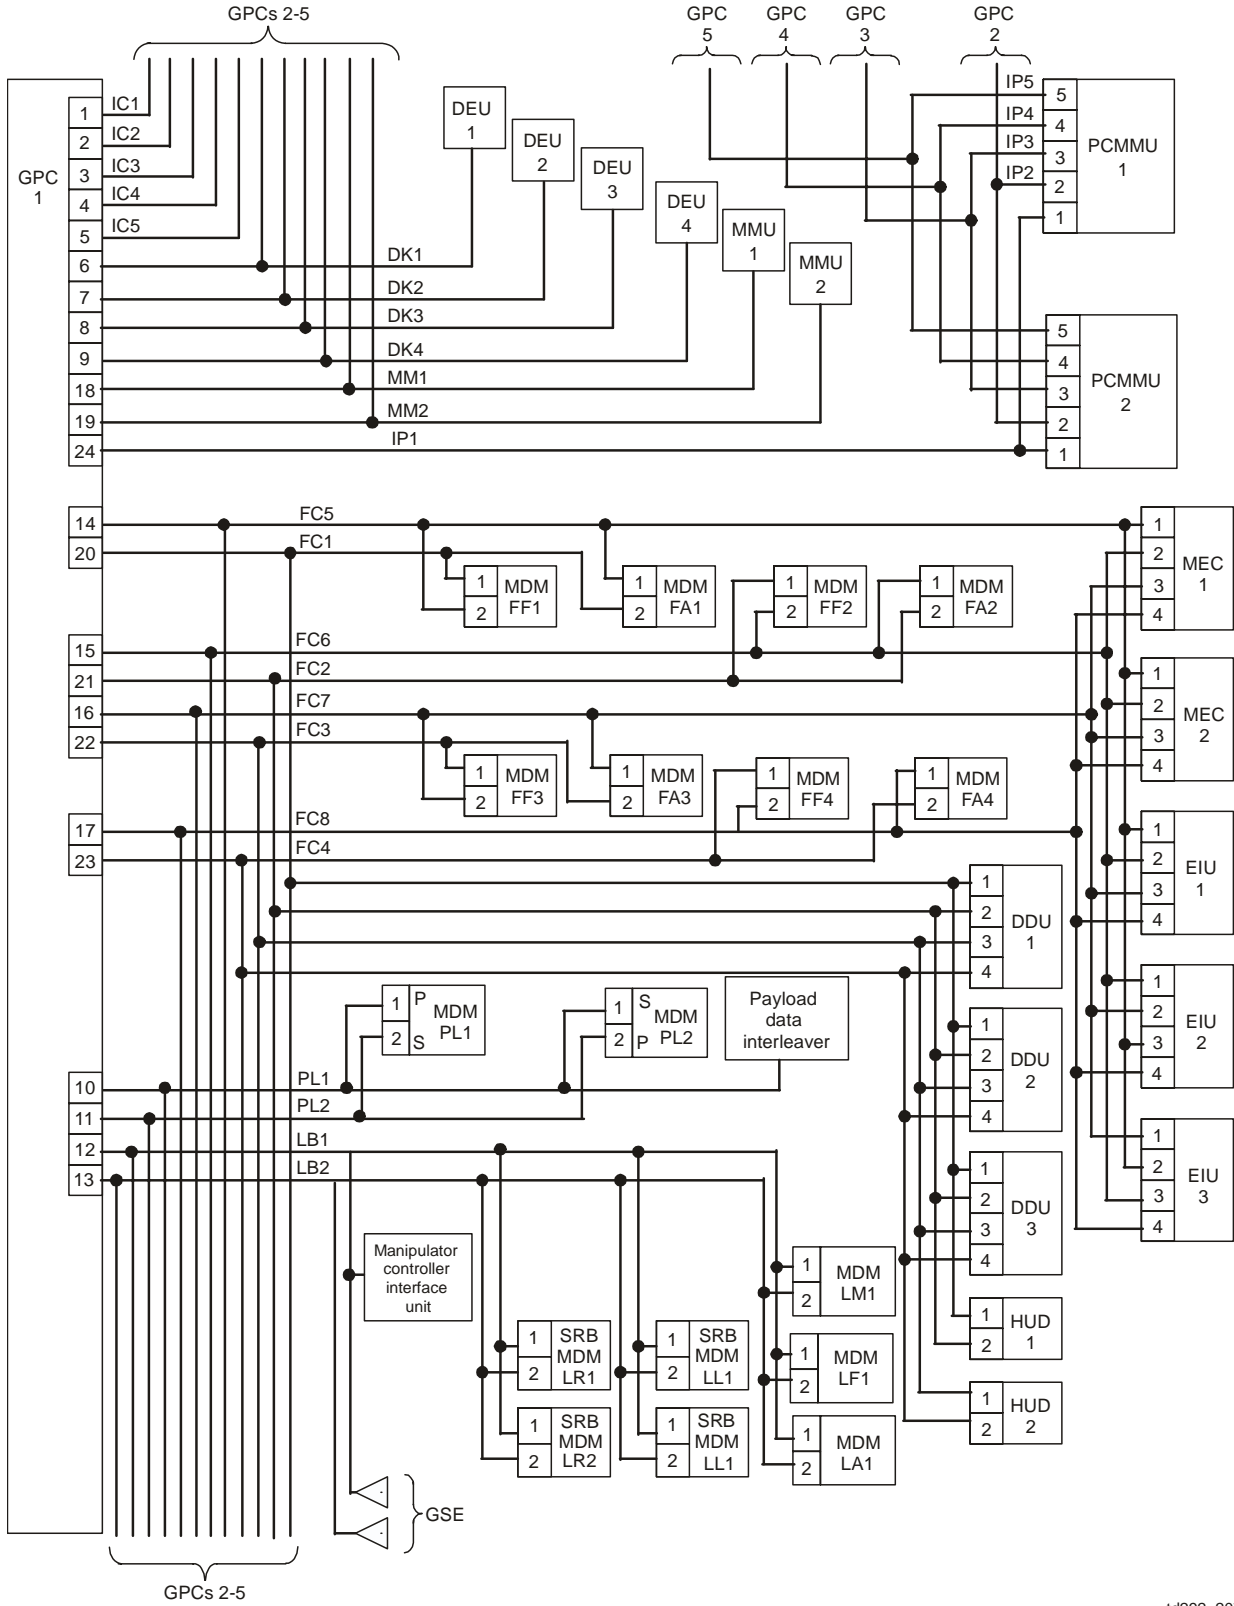 GPCs 2-5
GPC
5
GPC
4
GPC
3
GPC
2
GPC
1
1
IC1
2
IC2
3
IC3
4
IC4
5
IC5
6
DK1
7
DK2
8
DK3
9
DK4
18
MM1
19
MM2
24
IP1
DEU
1
DEU
2
DEU
3
DEU
4
MMU
1
MMU
2
IP5
IP4
IP3
IP2
5
4
3
2
1
PCMMU
1
5
4
3
2
1
PCMMU
2
14
FC5
20
FC1
1
2
MDM
FF1
1
2
MDM
FA1
1
2
MDM
FF2
1
2
MDM
FA2
15
FC6
21
FC2
16
FC7
22
FC3
1
2
MDM
FF3
1
2
MDM
FA3
1
2
MDM
FF4
1
2
MDM
FA4
17
FC8
23
FC4
1
2
3
4
MEC
1
1
2
3
4
MEC
2
1
2
3
4
EIU
1
1
2
3
4
EIU
2
1
2
3
4
EIU
3
1
2
3
4
DDU
1
1
2
3
4
DDU
2
1
2
3
4
DDU
3
1
2
HUD
1
1
2
HUD
2
1
2
P
S
MDM
PL1
1
2
S
P
MDM
PL2
Payload
data
interleaver
10
PL1
11
PL2
12
LB1
13
LB2
Manipulator
controller
interface
unit
1
2
MDM
LM1
1
2
SRB
MDM
LR1
1
2
SRB
MDM
LL1
1
2
MDM
LF1
1
2
SRB
MDM
LR2
1
2
SRB
MDM
LL1
1
2
MDM
LA1
GSE
GPCs 2-5